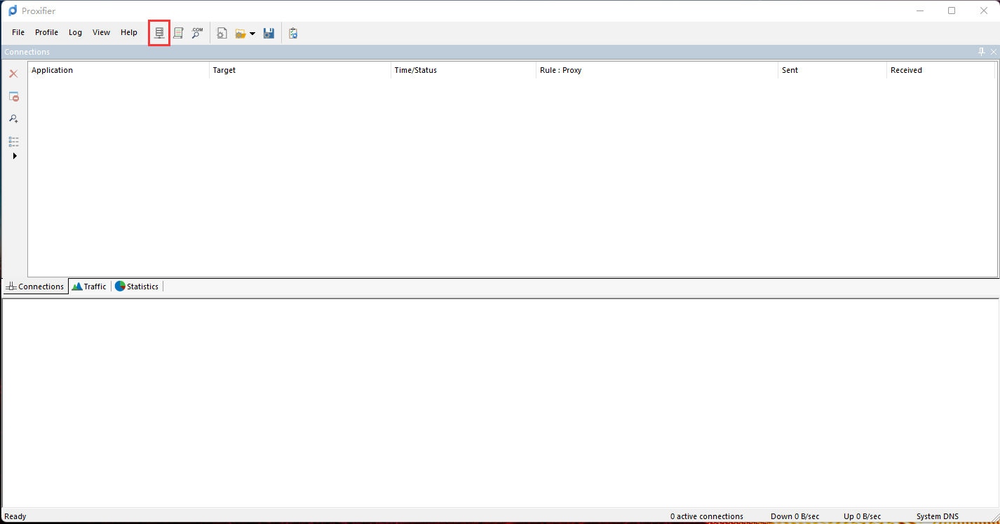 Proxifier
File Profile Log View Help .COM
Connections
Application Target Time/Status Rule : Proxy Sent Received
Connections Traffic Statistics
Ready 0 active connections Down 0 B/sec Up 0 B/sec System DNS